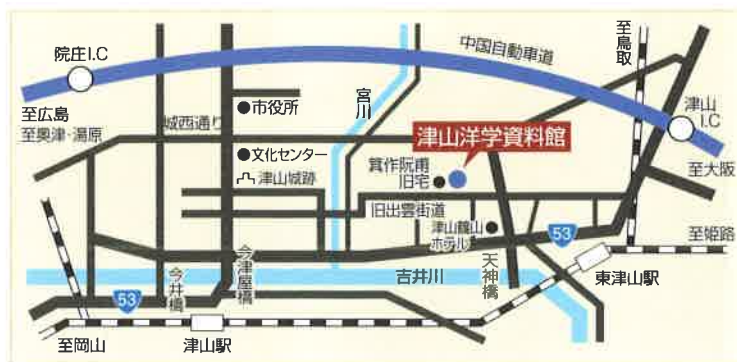 院庄I.C
中国自動車道
至鳥取
至広島
至奥津・湯原
●市役所
宮川
城西通り
津山
I.C
津山洋学資料館
●文化センター
津山城跡
箕作阮甫
旧宅●
至大阪
旧出雲街道
津山鶴山
ホテル●
53
至姫路
今津屋橋
今井橋
吉井川
天神橋
東津山駅
53
至岡山
津山駅